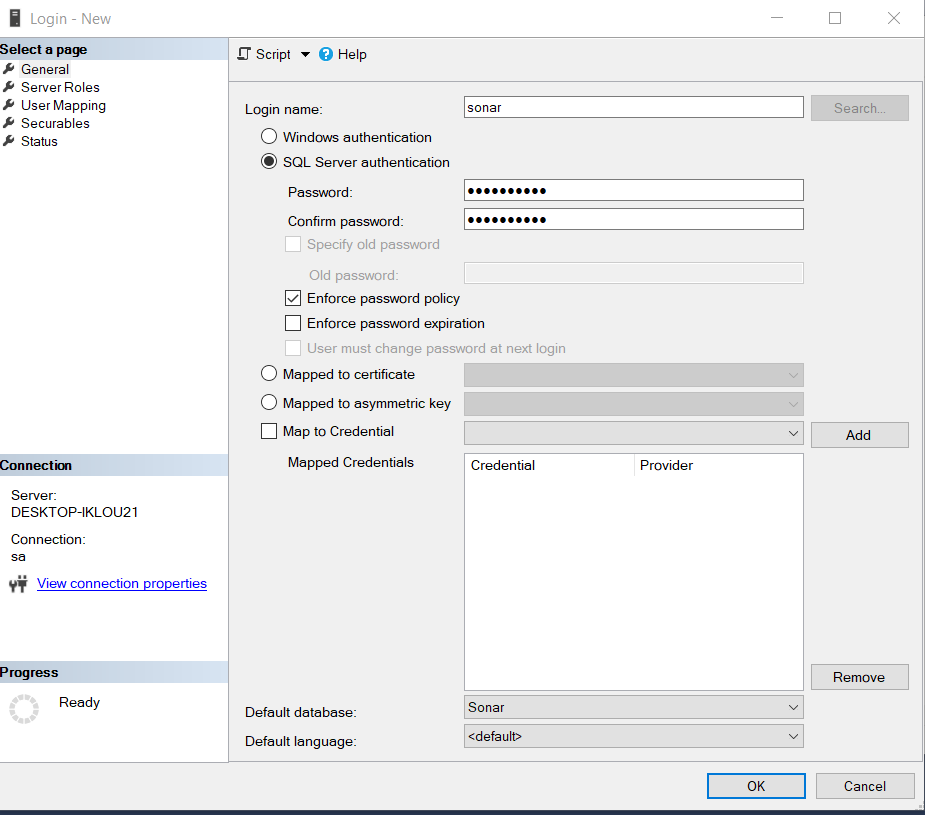 Login - New
Select a page
General
Server Roles
User Mapping
Securables
Status
Connection
Server:
DESKTOP-IKLOU21
Connection:
sa
View connection properties
Progress
Ready
Script
Help
Login name:
sonar
Search...
Windows authentication
SQL Server authentication
Password:
●●●●●●●●●●
Confirm password:
●●●●●●●●●●
Specify old password
Old password:
Enforce password policy
Enforce password expiration
User must change password at next login
Mapped to certificate
Mapped to asymmetric key
Map to Credential
Add
Mapped Credentials
Credential Provider
Remove
Default database:
Sonar
Default language:
<default>
OK
Cancel